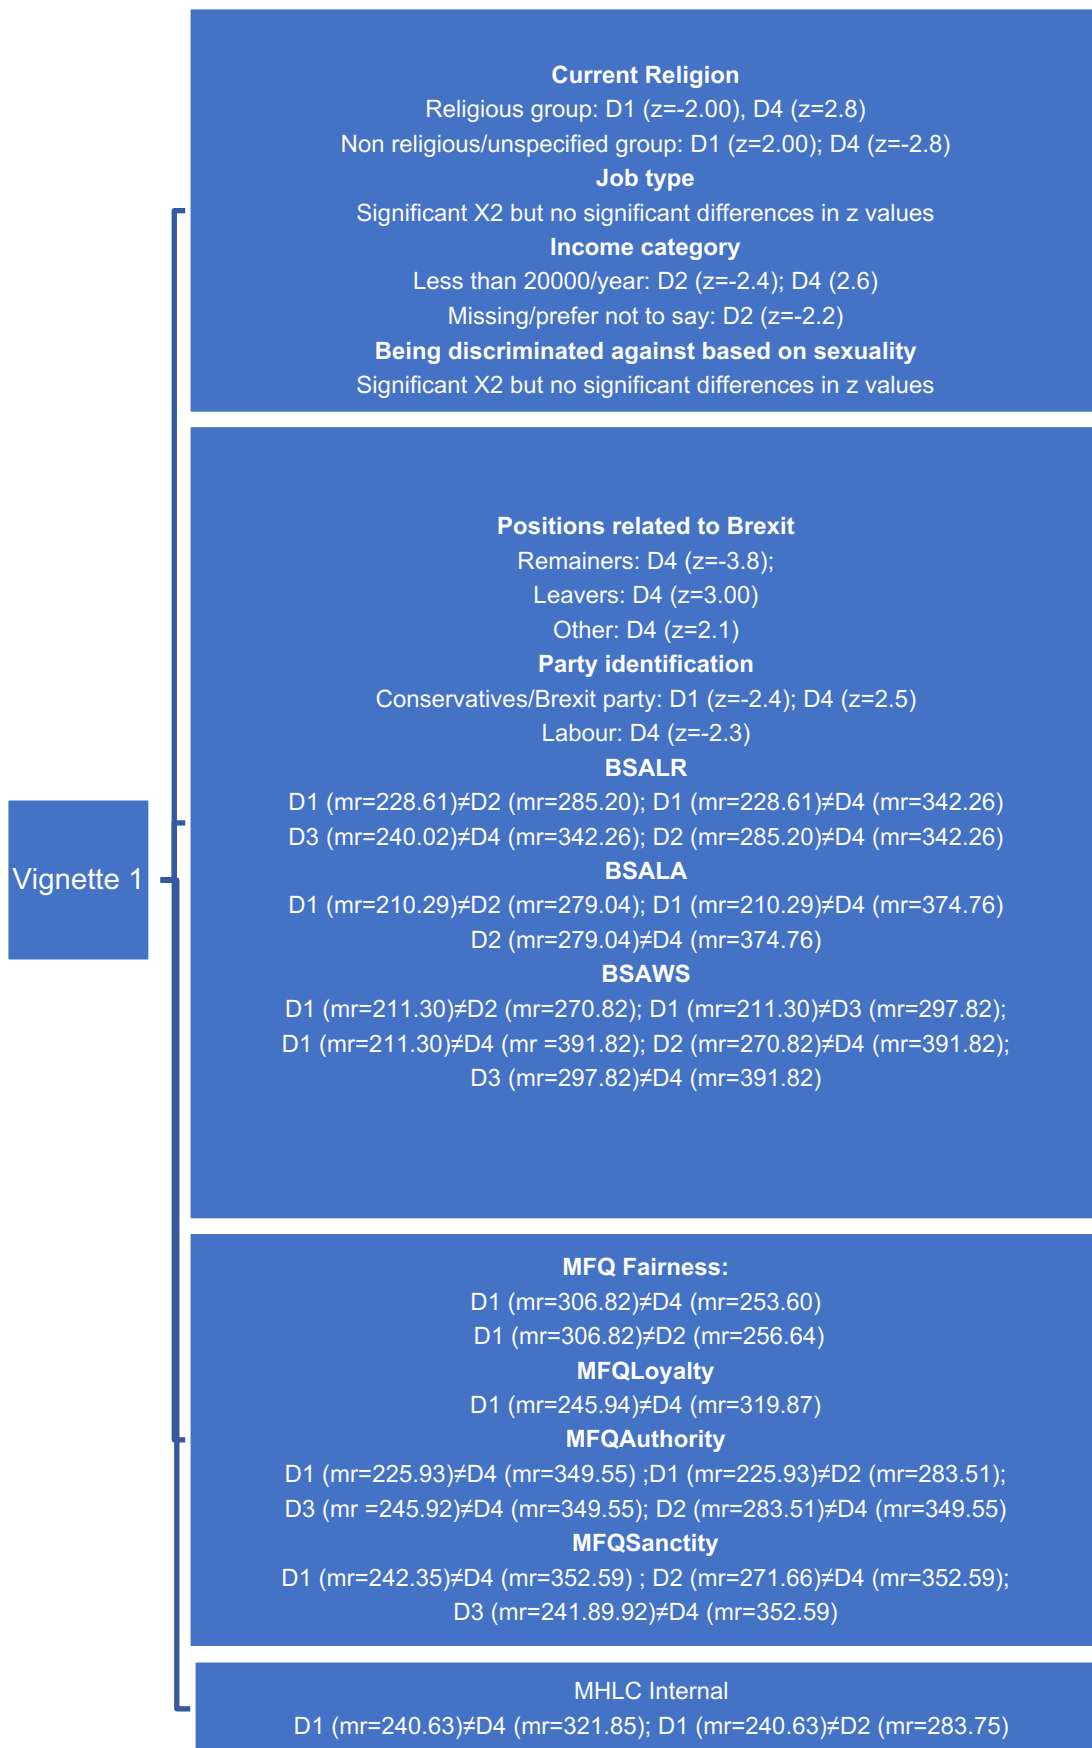 Current Religion
Religious group: D1 (z=-2.00), D4 (z=2.8)
Non religious/unspecified group: D1 (z=2.00); D4 (z=-2.8)
Job type
Significant X2 but no significant differences in z values
Income category
Less than 20000/year: D2 (z=-2.4); D4 (2.6)
Missing/prefer not to say: D2 (z=-2.2)
Being discriminated against based on sexuality
Significant X2 but no significant differences in z values
Positions related to Brexit
Remainers: D4 (z=-3.8);
Leavers: D4 (z=3.00)
Other: D4 (z=2.1)
Party identification
Conservatives/Brexit party: D1 (z=-2.4); D4 (z=2.5)
Labour: D4 (z=-2.3)
BSALR
D1 (mr=228.61)≠D2 (mr=285.20); D1 (mr=228.61)≠D4 (mr=342.26)
D3 (mr=240.02)≠D4 (mr=342.26); D2 (mr=285.20)≠D4 (mr=342.26)
BSALA
D1 (mr=210.29)≠D2 (mr=279.04); D1 (mr=210.29)≠D4 (mr=374.76)
D2 (mr=279.04)≠D4 (mr=374.76)
BSAWS
D1 (mr=211.30)≠D2 (mr=270.82); D1 (mr=211.30)≠D3 (mr=297.82);
D1 (mr=211.30)≠D4 (mr =391.82); D2 (mr=270.82)≠D4 (mr=391.82);
D3 (mr=297.82)≠D4 (mr=391.82)
Vignette 1
MFQ Fairness:
D1 (mr=306.82)≠D4 (mr=253.60)
D1 (mr=306.82)≠D2 (mr=256.64)
MFQLoyalty
D1 (mr=245.94)≠D4 (mr=319.87)
MFQAuthority
D1 (mr=225.93)≠D4 (mr=349.55) ;D1 (mr=225.93)≠D2 (mr=283.51);
D3 (mr =245.92)≠D4 (mr=349.55); D2 (mr=283.51)≠D4 (mr=349.55)
MFQSanctity
D1 (mr=242.35)≠D4 (mr=352.59) ; D2 (mr=271.66)≠D4 (mr=352.59);
D3 (mr=241.89.92)≠D4 (mr=352.59)
MHLC Internal
D1 (mr=240.63)≠D4 (mr=321.85); D1 (mr=240.63)≠D2 (mr=283.75)